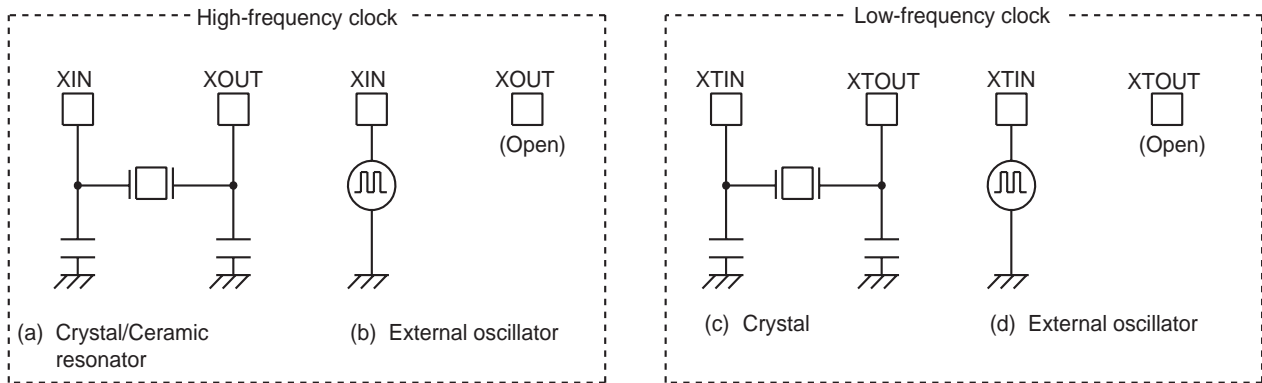 High-frequency clock
XIN
XOUT
XIN
XOUT
(Open)
(a) Crystal/Ceramic
resonator
(b) External oscillator
Low-frequency clock
XTIN
XTOUT
XTIN
XTOUT
(Open)
(c) Crystal
(d) External oscillator